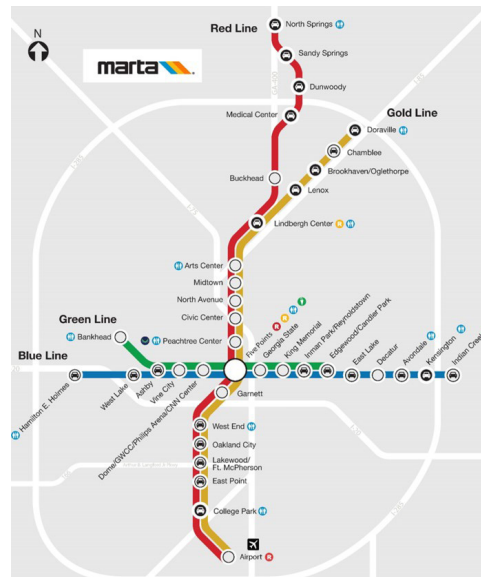 N
marta
Red Line
North Springs
Sandy Springs
Dunwoody
Medical Center
Gold Line
Doraville
Chamblee
Brookhaven/Oglethorpe
Buckhead
Lenox
Lindbergh Center
Arts Center
Midtown
North Avenue
Civic Center
Green Line
Bankhead
Peachtree Center
Blue Line
Hamilton E. Holmes
West Lake
Ashby
Vine City
Dome/GWCC/Philips Arena/CNN Center
Five Points
Georgia State
King Memorial
Inman Park/Reynoldstown
Edgewood/Candler Park
East Lake
Decatur
Avondale
Kensington
Indian Cree
Garnett
West End
Oakland City
Lakewood/
Ft. McPherson
East Point
College Park
Airport